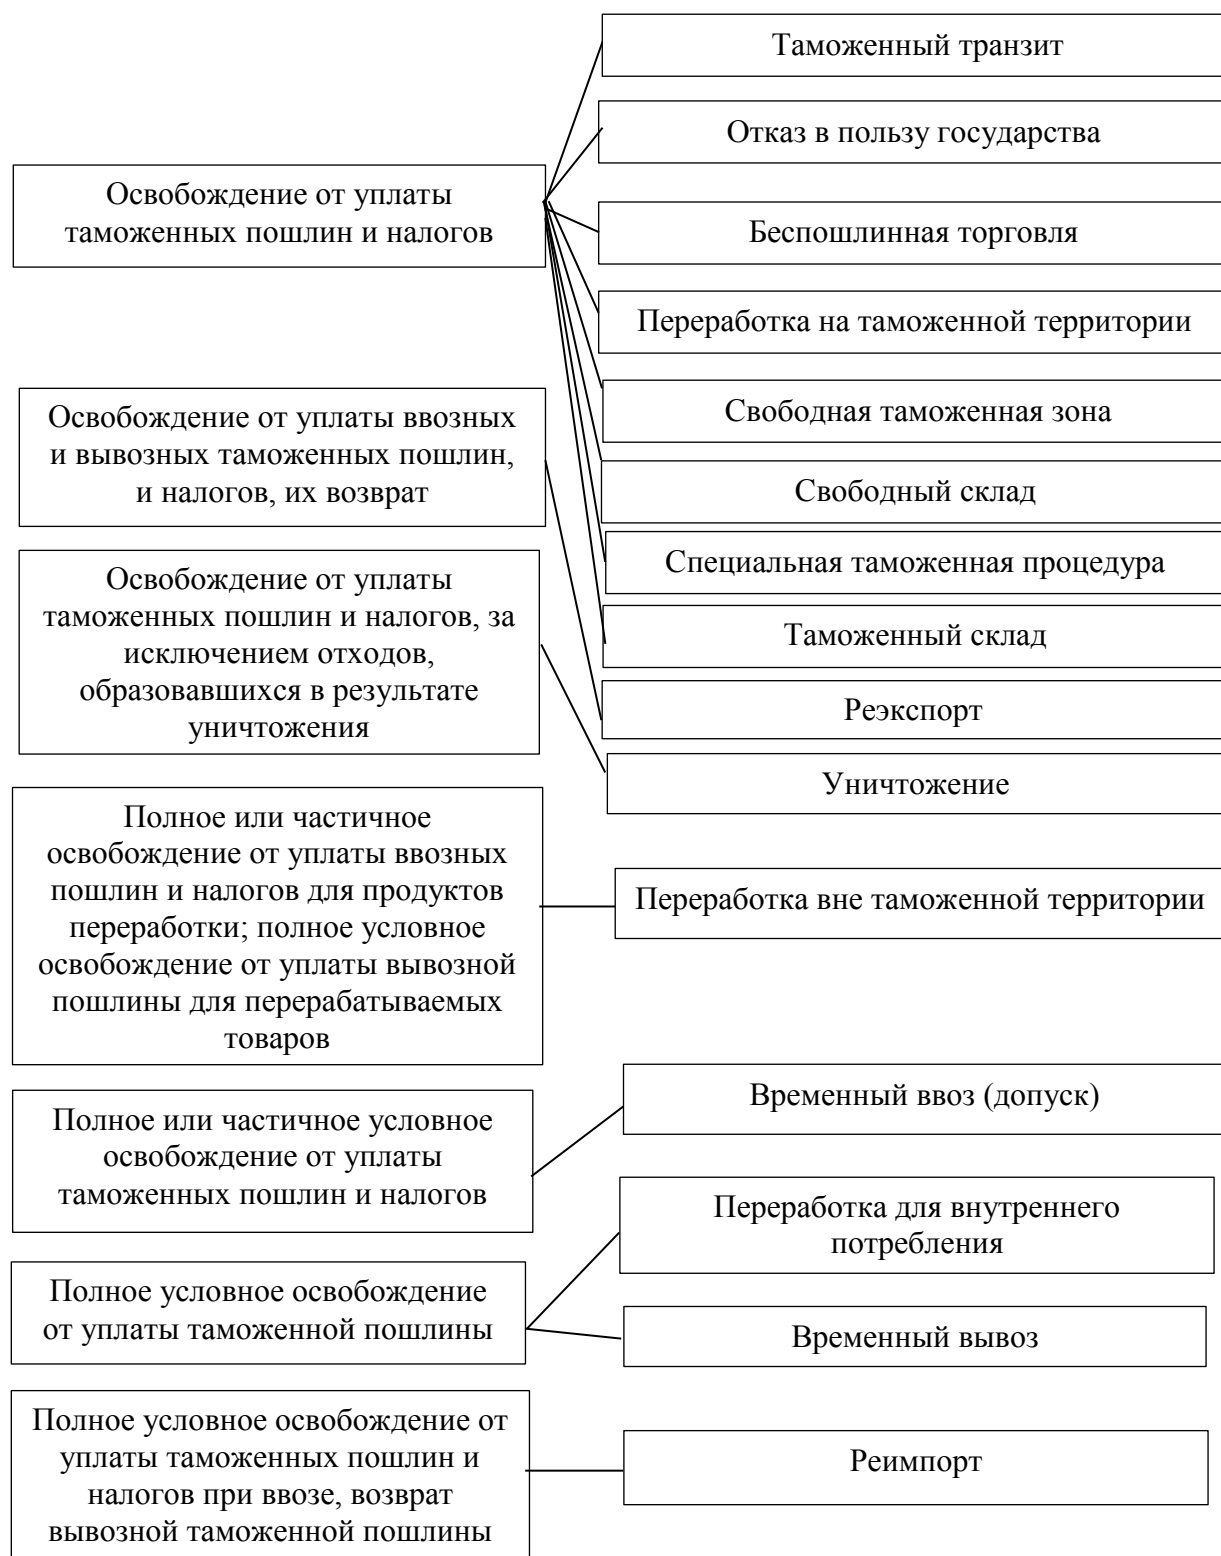 Таможенный транзит
Отказ в пользу государства
Освобождение от уплаты
таможенных пошлин и налогов
Беспошлинная торговля
Переработка на таможенной территории
Свободная таможенная зона
Освобождение от уплаты ввозных
и вывозных таможенных пошлин,
и налогов, их возврат
Свободный склад
Специальная таможенная процедура
Освобождение от уплаты
таможенных пошлин и налогов, за
исключением отходов,
образовавшихся в результате
уничтожения
Таможенный склад
Реэкспорт
Уничтожение
Полное или частичное
освобождение от уплаты ввозных
пошлин и налогов для продуктов
переработки; полное условное
освобождение от уплаты вывозной
пошлины для перерабатываемых
товаров
Переработка вне таможенной территории
Полное или частичное условное
освобождение от уплаты
таможенных пошлин и налогов
Временный ввоз (допуск)
Переработка для внутреннего
потребления
Полное условное освобождение
от уплаты таможенной пошлины
Временный вывоз
Полное условное освобождение от
уплаты таможенных пошлин и
налогов при ввозе, возврат
вывозной таможенной пошлины
Реимпорт